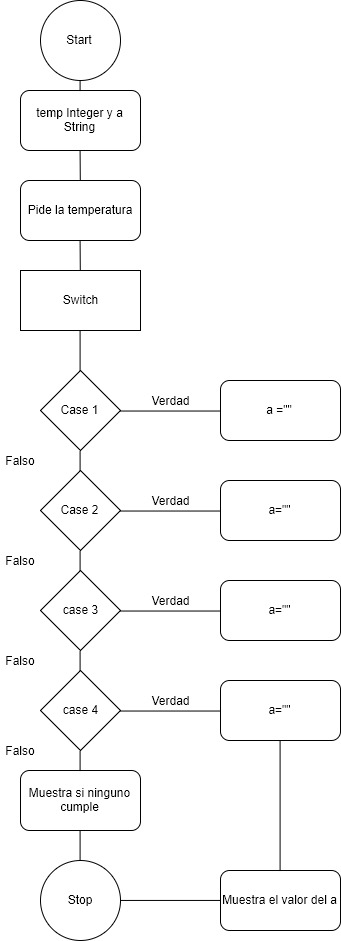 Start
temp Integer y a
String
Pide la temperatura
Switch
Case 1
Verdad
a =""
Falso
Case 2
Verdad
a=""
Falso
case 3
Verdad
a=""
Falso
case 4
Verdad
a=""
Falso
Muestra si ninguno
cumple
Stop
Muestra el valor del a